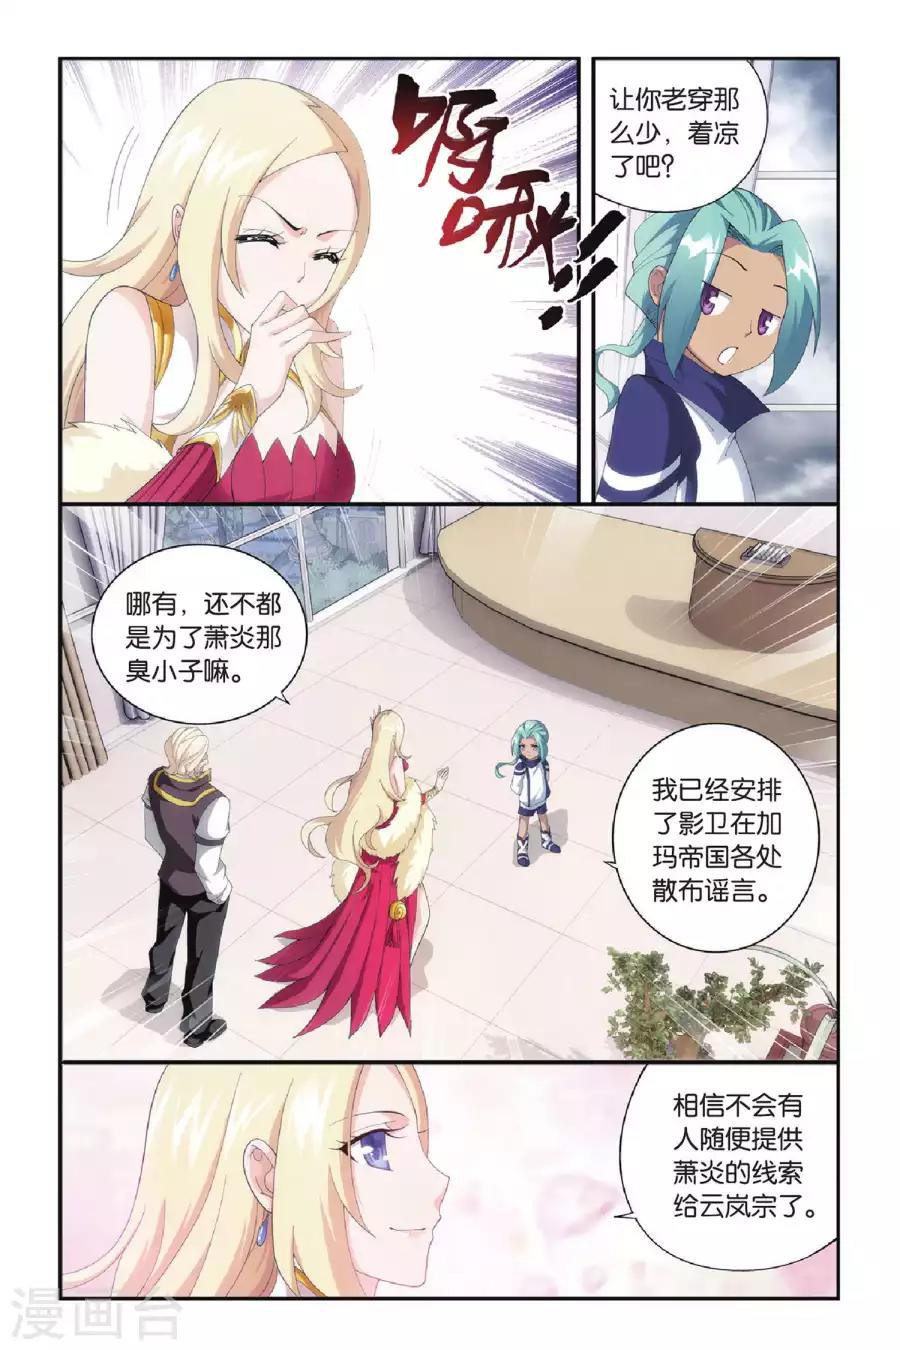 啊啾!!
让你老穿那
么少，着凉
了吧？
哪有，还不都
是为了萧炎那
臭小子嘛。
我已经安排
了影卫在加
玛帝国各处
散布谣言。
相信不会有
人随便提供
萧炎的线索
给云岚宗了。
漫画台